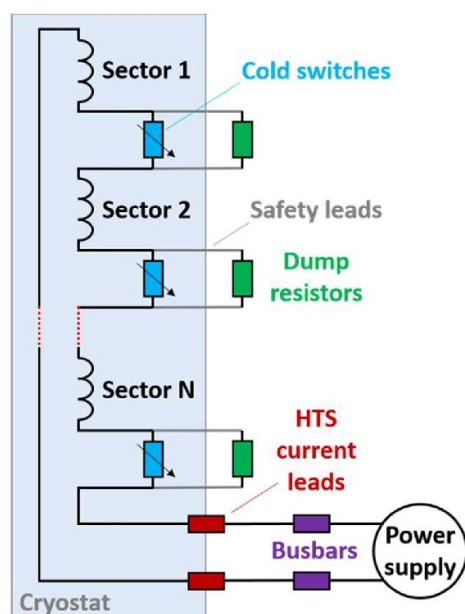 Sector 1
Cold switches
Sector 2
Safety leads
Dump
resistors
Sector N
HTS
current
leads
Busbars
Power
supply
Cryostat